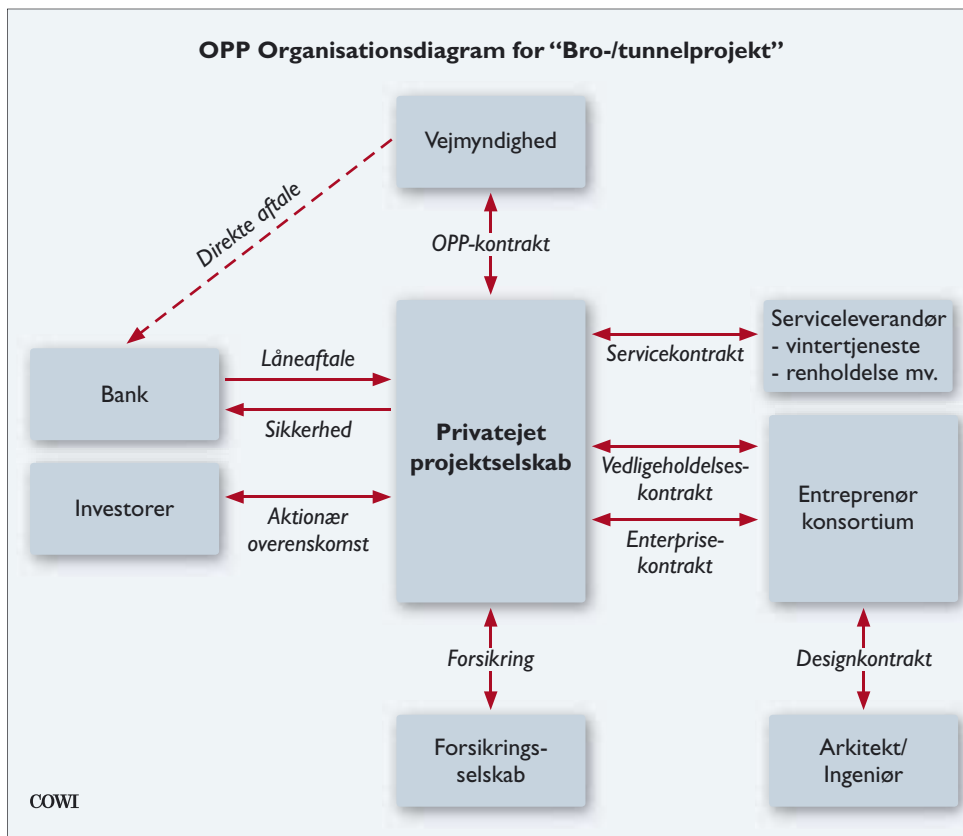 OPP Organisationsdiagram for “Bro-/tunnelprojekt”
Vejmyndighed
Direkte aftale
OPP-kontrakt
Serviceleverandør
- vintertjeneste
- renholdelse mv.
Servicekontrakt
Bank
Låneaftale
Sikkerhed
Privatejet
projektselskab
Vedligeholdelses-
kontrakt
Enterprise-
kontrakt
Entreprenør
konsortium
Investorer
Aktionær
overenskomst
Forsikring
Designkontrakt
Forsikrings-
selskab
Arkitekt/
Ingeniør
COWI